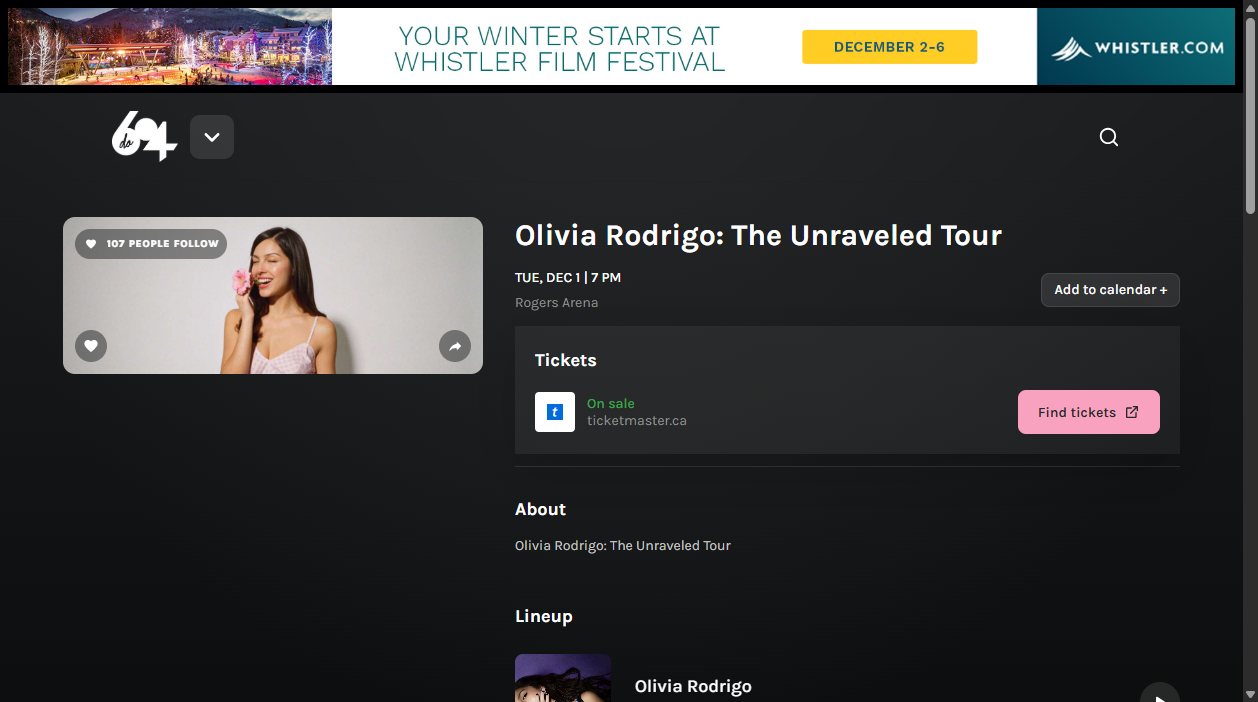 YOUR WINTER STARTS AT
WHISTLER FILM FESTIVAL
DECEMBER 2-6
WHISTLER.COM
do604
107 PEOPLE FOLLOW
Olivia Rodrigo: The Unraveled Tour
TUE, DEC 1 | 7 PM
Rogers Arena
Add to calendar +
Tickets
t
On sale
ticketmaster.ca
Find tickets
About
Olivia Rodrigo: The Unraveled Tour
Lineup
Olivia Rodrigo